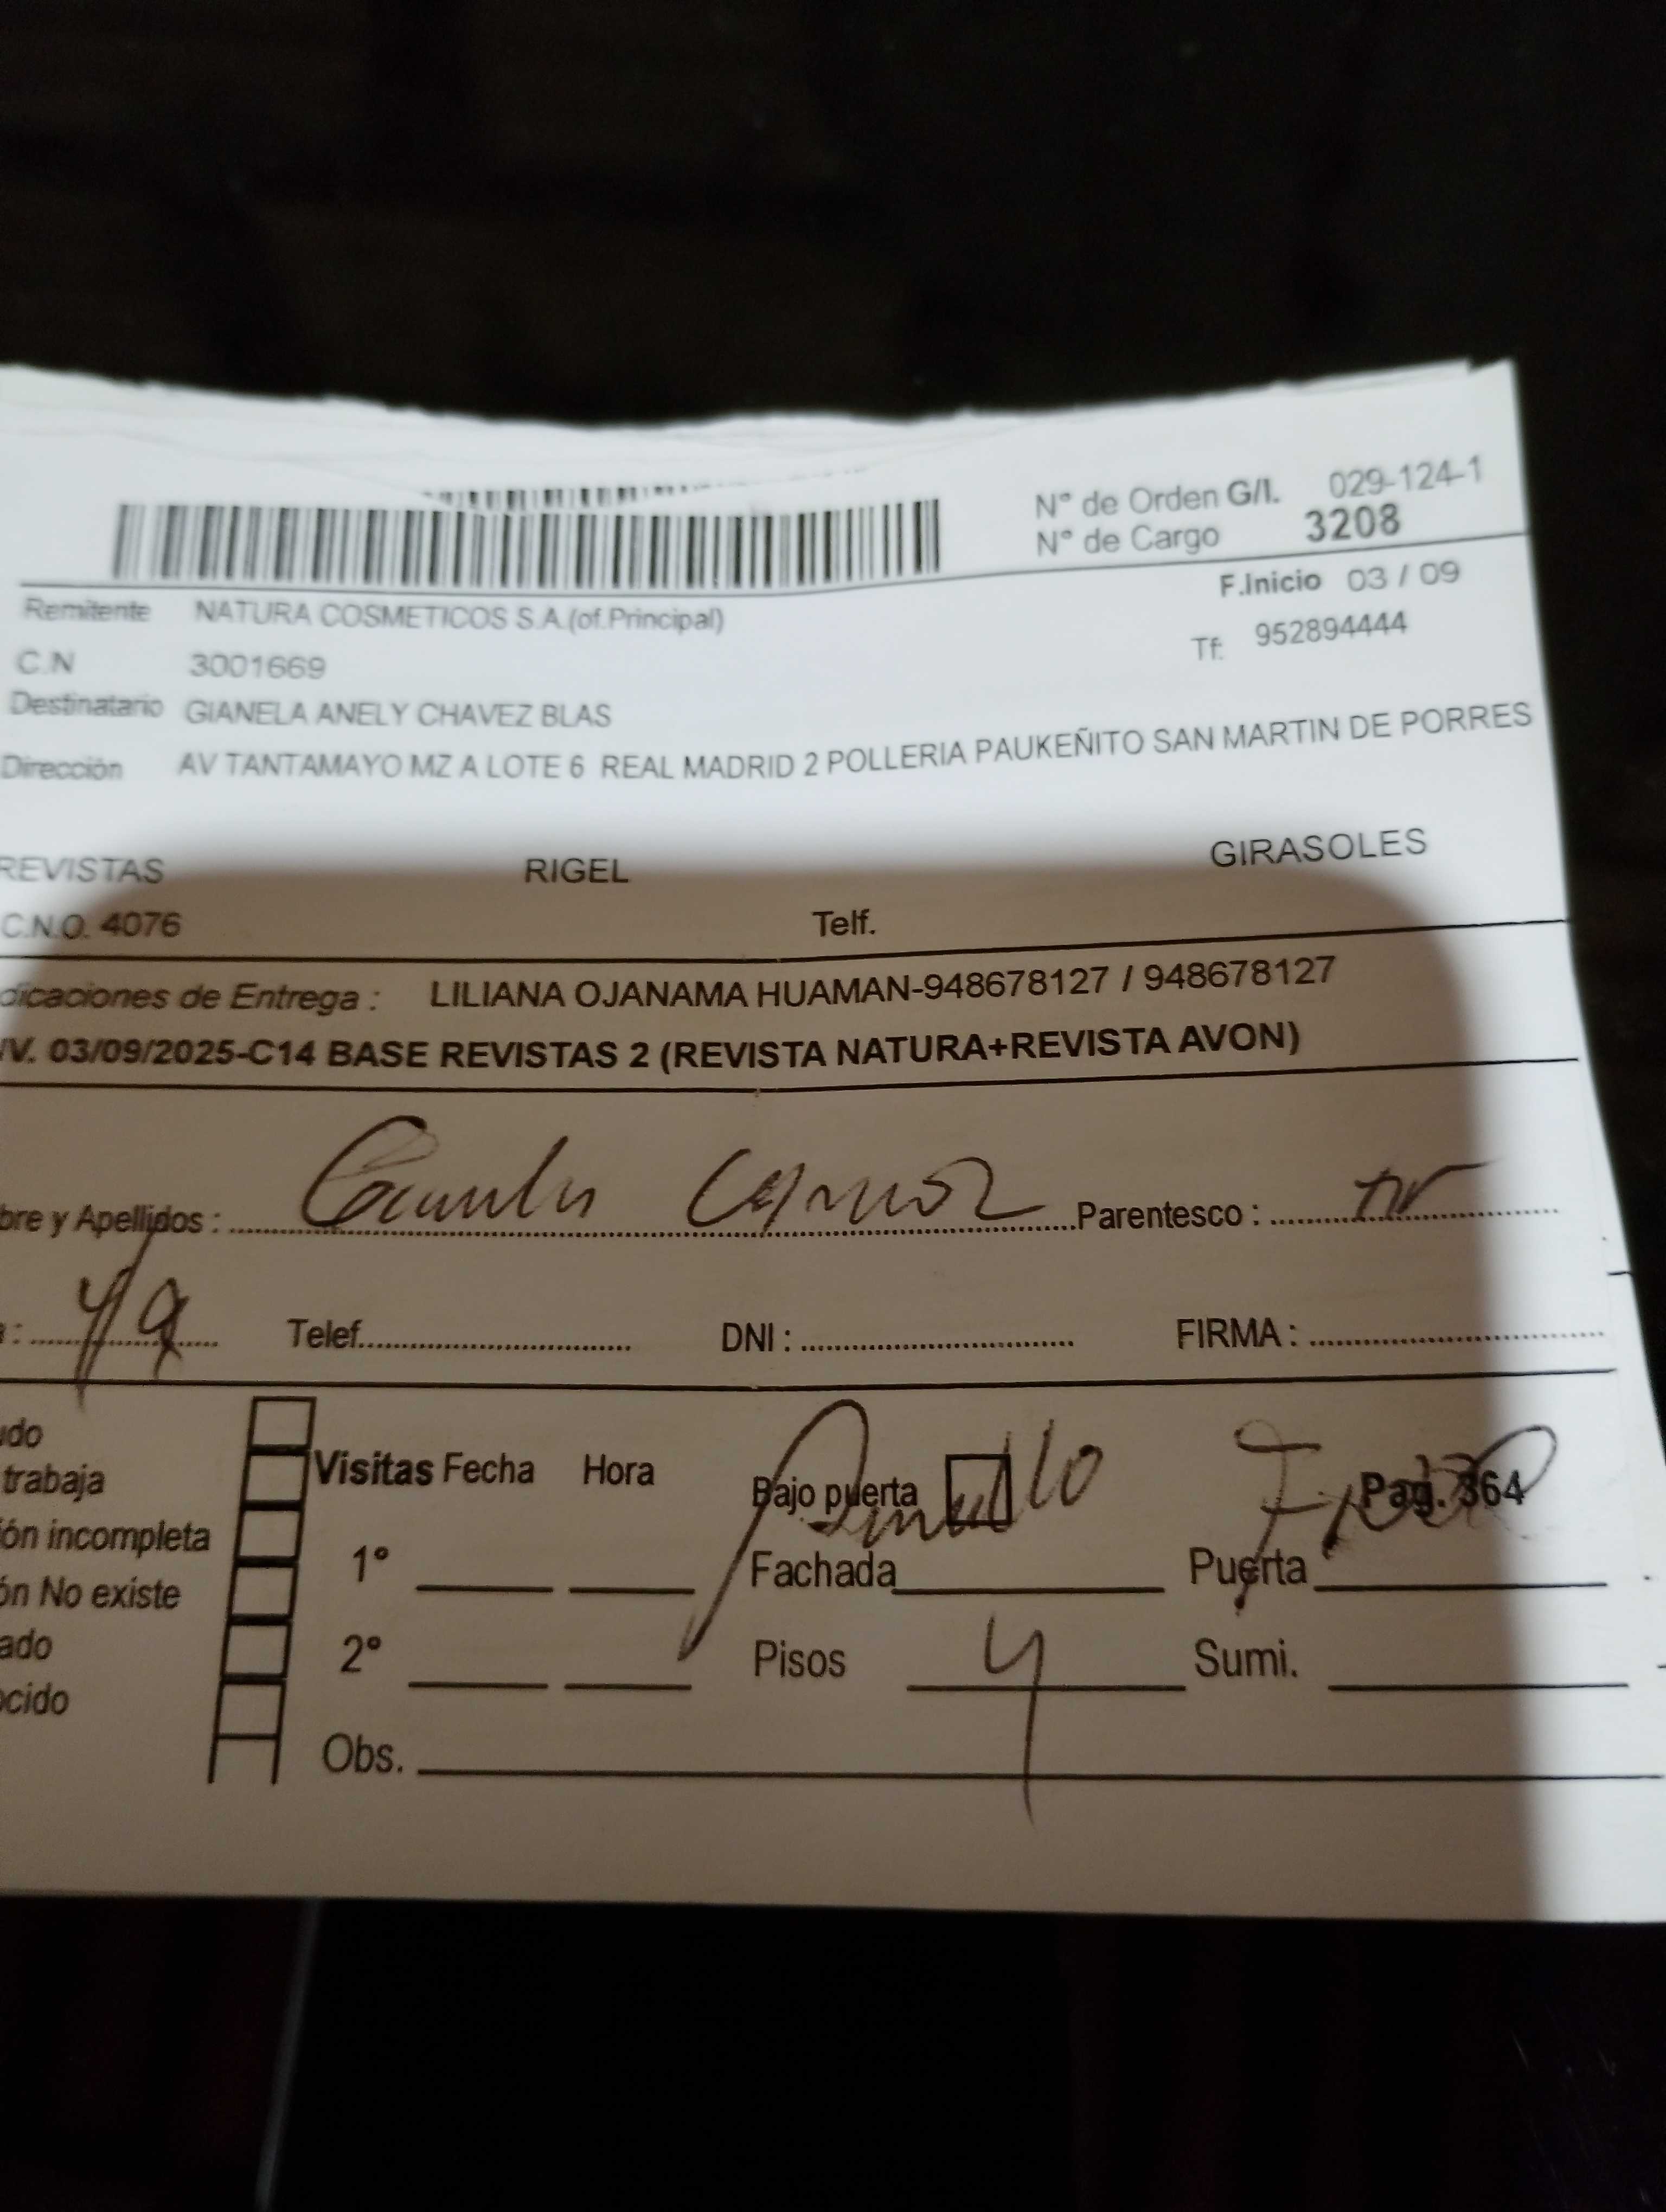 N° de Orden G/I. 029-124-1
N° de Cargo 3208
F.Inicio 03 / 09
Remitente NATURA COSMETICOS S.A.(of.Principal)
Tf: 952894444
C.N 3001669
Destinatario GIANELA ANELY CHAVEZ BLAS
Dirección AV TANTAMAYO MZ A LOTE 6 REAL MADRID 2 POLLERIA PAUKEÑITO SAN MARTIN DE PORRES
REVISTAS RIGEL GIRASOLES
C.N.O. 4076 Telf.
dicaciones de Entrega : LILIANA OJANAMA HUAMAN-948678127 / 948678127
V. 03/09/2025-C14 BASE REVISTAS 2 (REVISTA NATURA+REVISTA AVON)
bre y Apellidos : Parentesco :
: 4/9 Telef. DNI : FIRMA :
udo
trabaja Visitas Fecha Hora Bajo puerta Pag. 364
ón incompleta
1° Fachada Puerta
ón No existe
ado 2° Pisos 4 Sumi.
ocido
Obs.